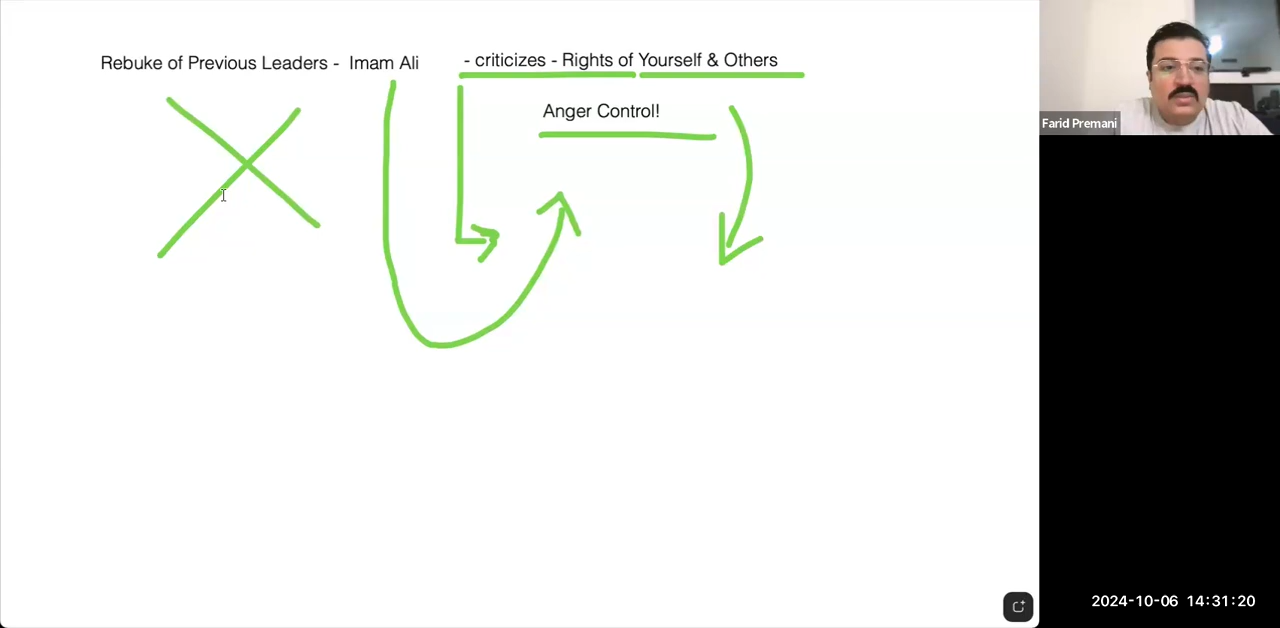 Rebuke of Previous Leaders - Imam Ali - criticizes - Rights of Yourself & Others
Anger Control!
Farid Premani
2024-10-06 14:31:20